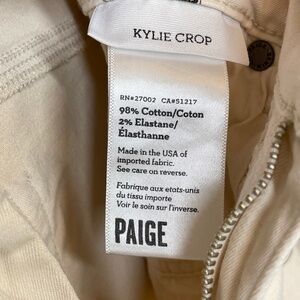 KYLIE CROP
RN#27002 CA#51217
98% Cotton/Coton
2% Elastane/
Élasthanne
Made in the USA of
imported fabric.
See care on reverse.
Fabrique aux etats-unis
du tissu importe
Voir le soin sur l'inverse.
PAIGE